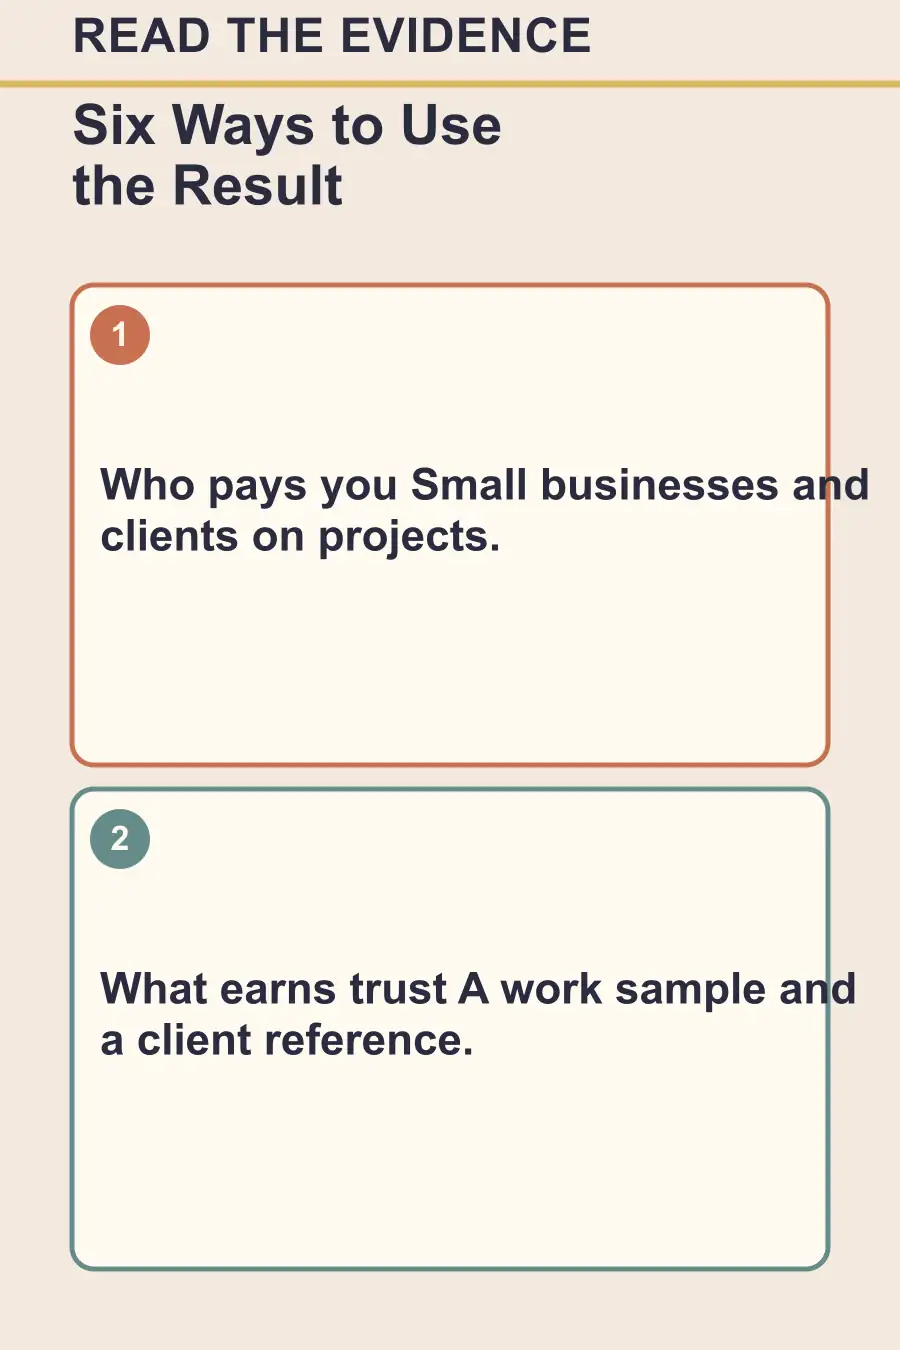 READ THE EVIDENCE
Six Ways to Use
the Result
1
Who pays you Small businesses and
clients on projects.
2
What earns trust A work sample and
a client reference.